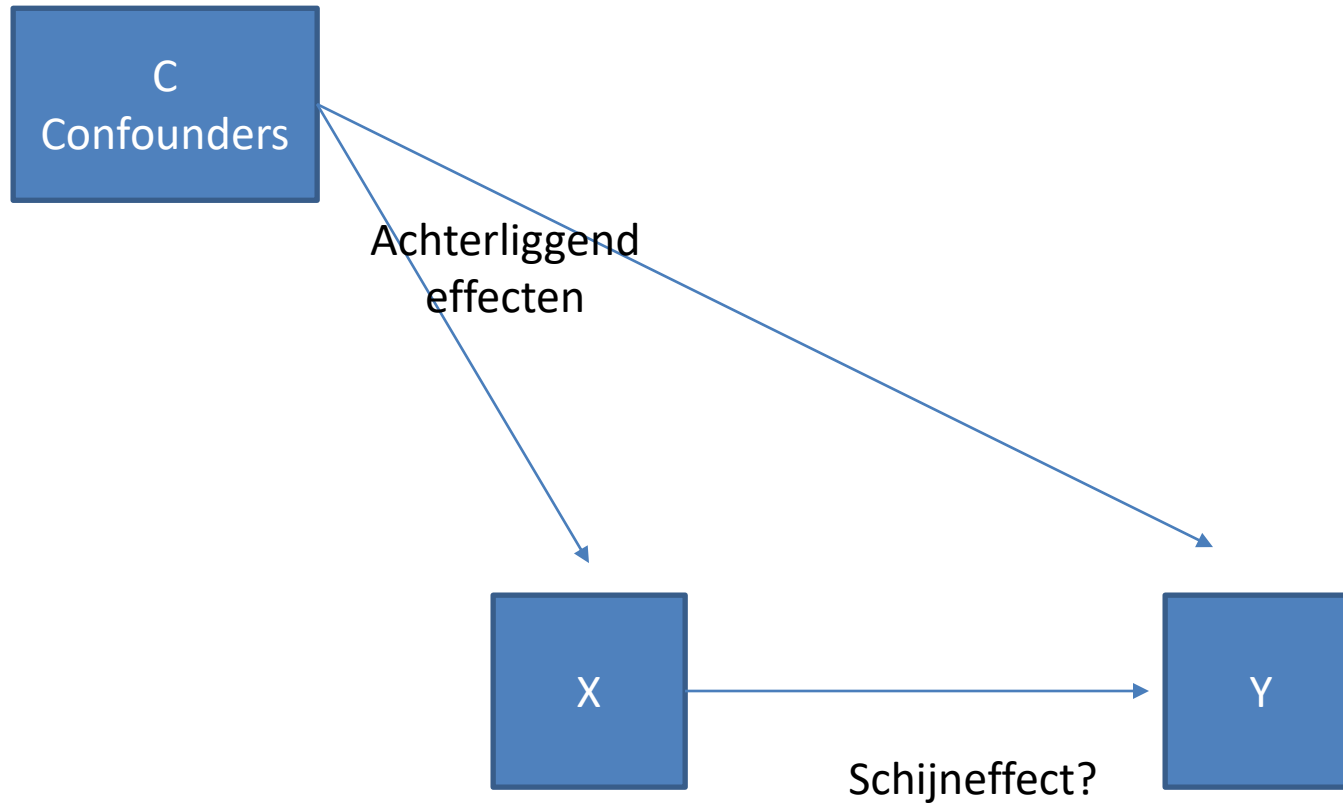 C
Confounders
Achterliggend
effecten
X
Y
Schijneffect?